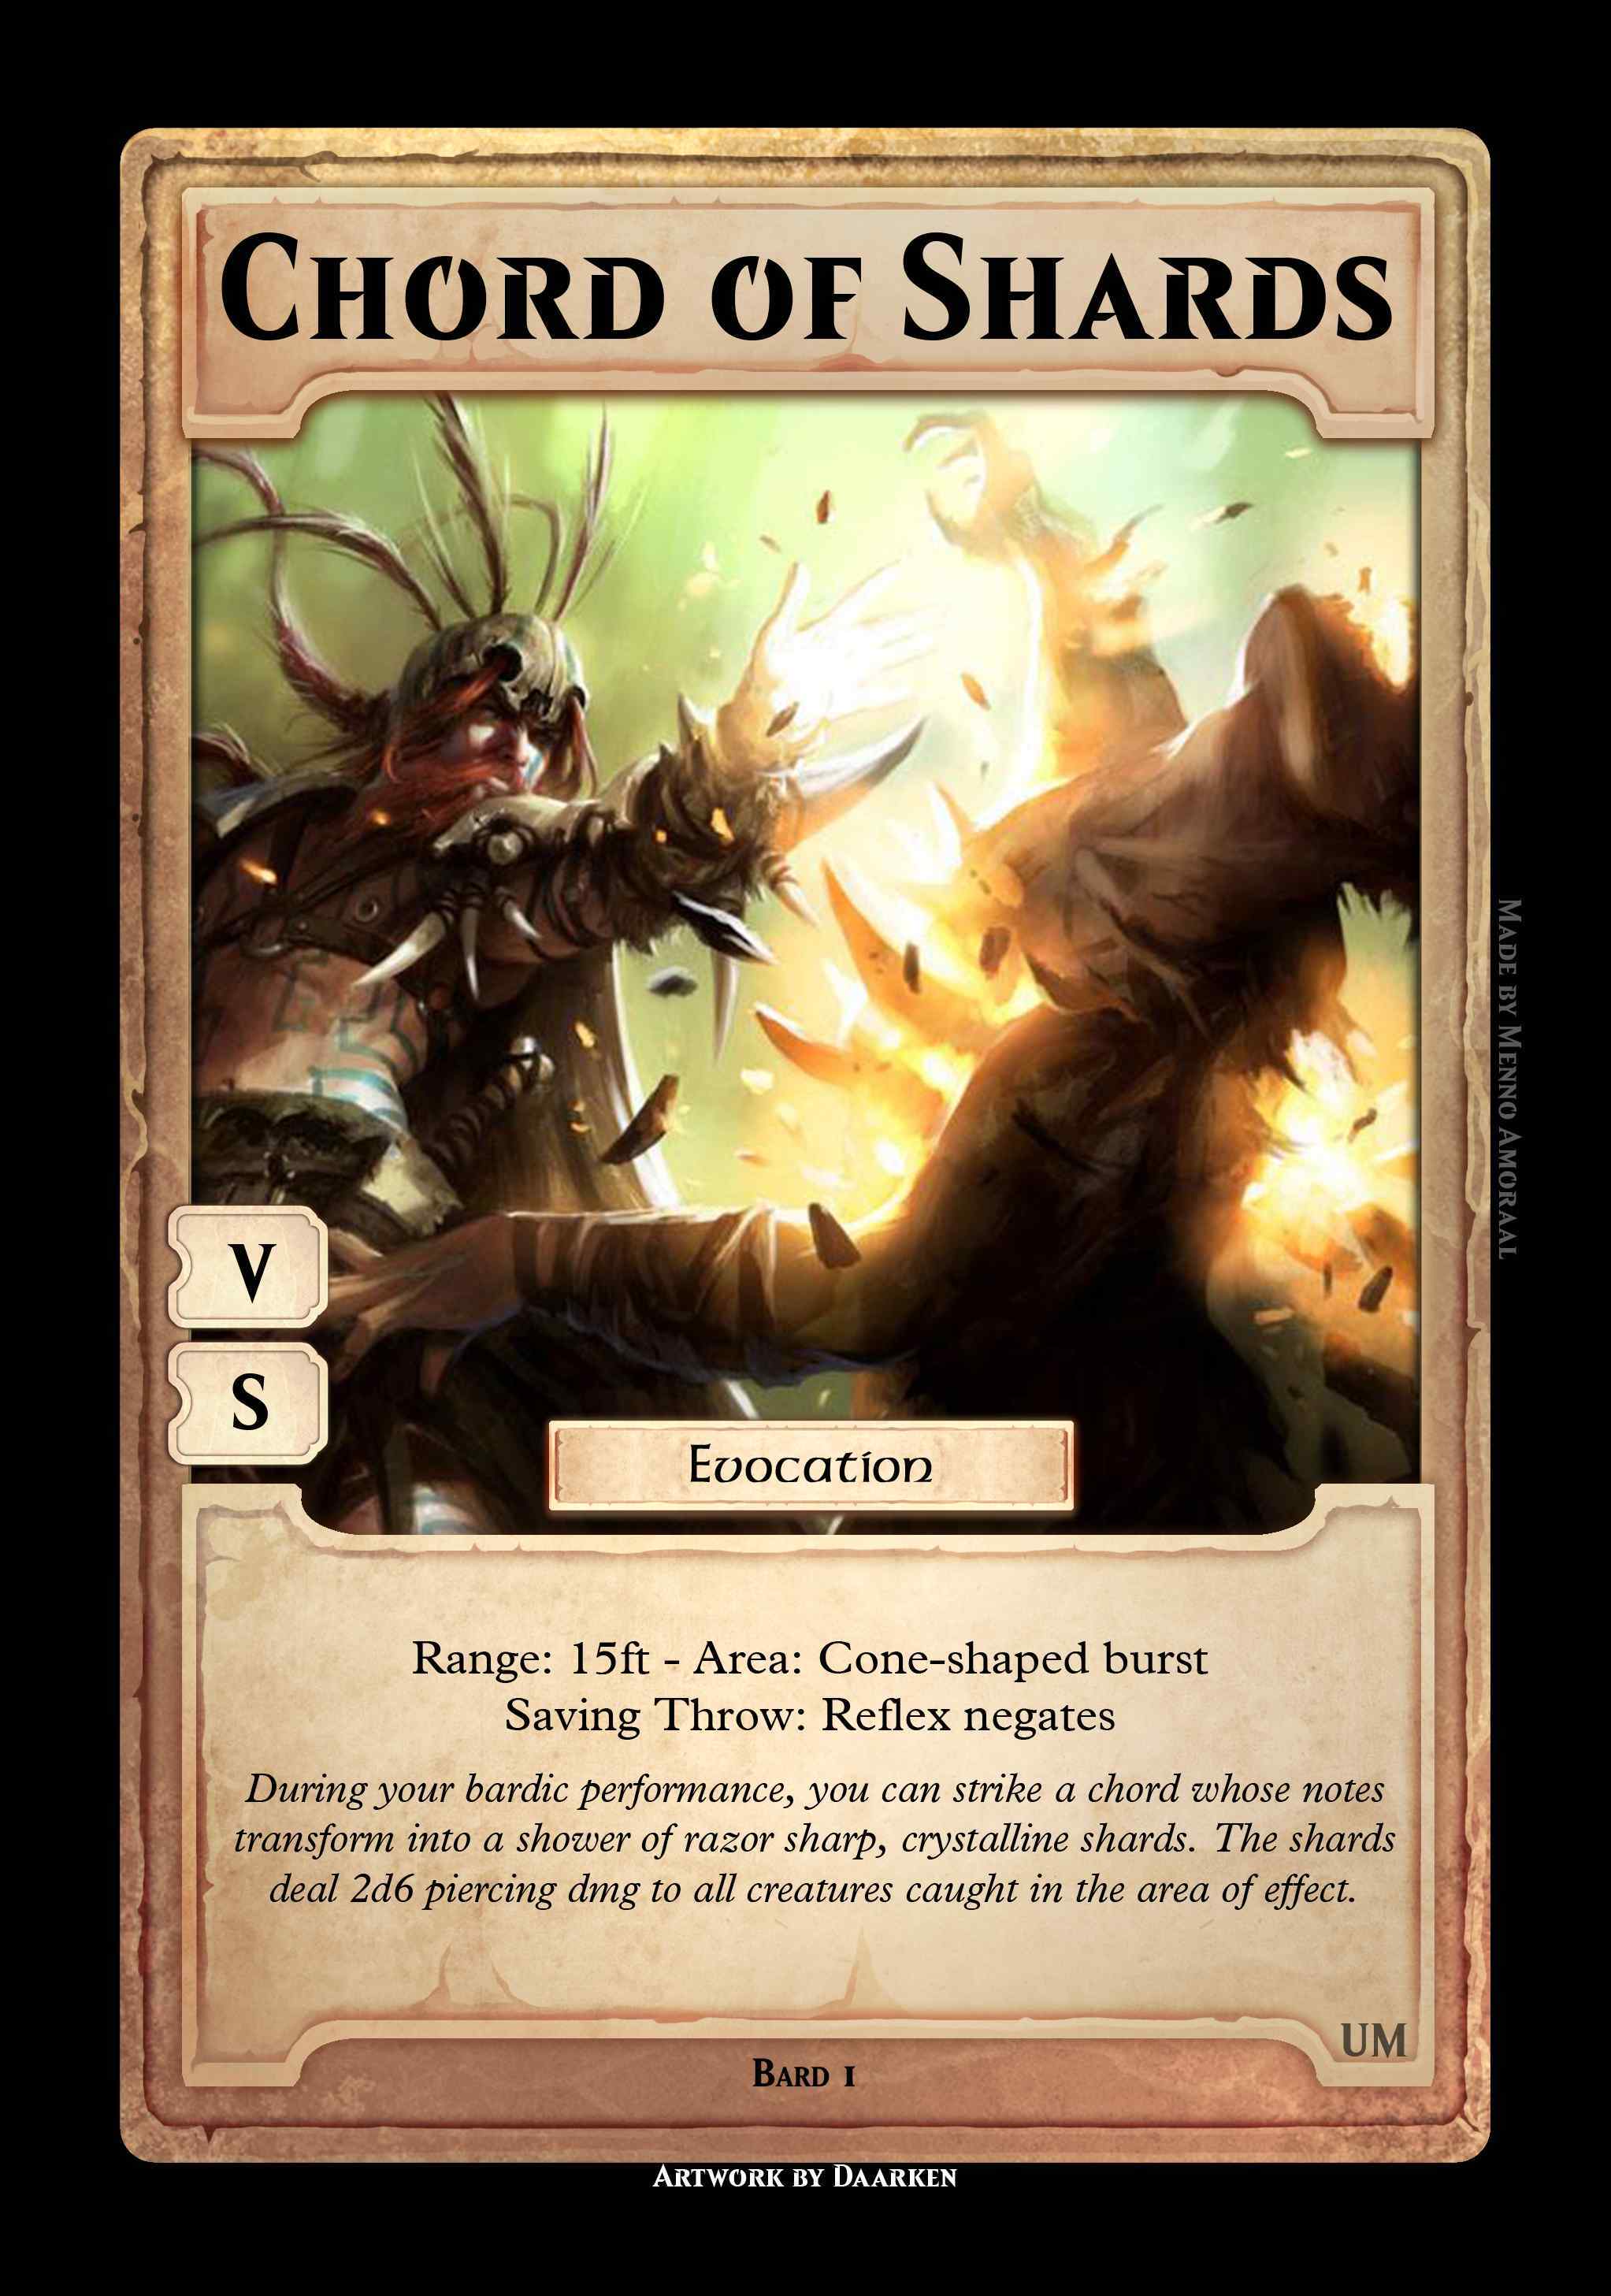 Chord of Shards
V
S
Evocation
Range: 15ft - Area: Cone-shaped burst
Saving Throw: Reflex negates
During your bardic performance, you can strike a chord whose notes
transform into a shower of razor sharp, crystalline shards. The shards
deal 2d6 piercing dmg to all creatures caught in the area of effect.
UM
Bard 1
Artwork by Daarken
Made by Menno Amoraal